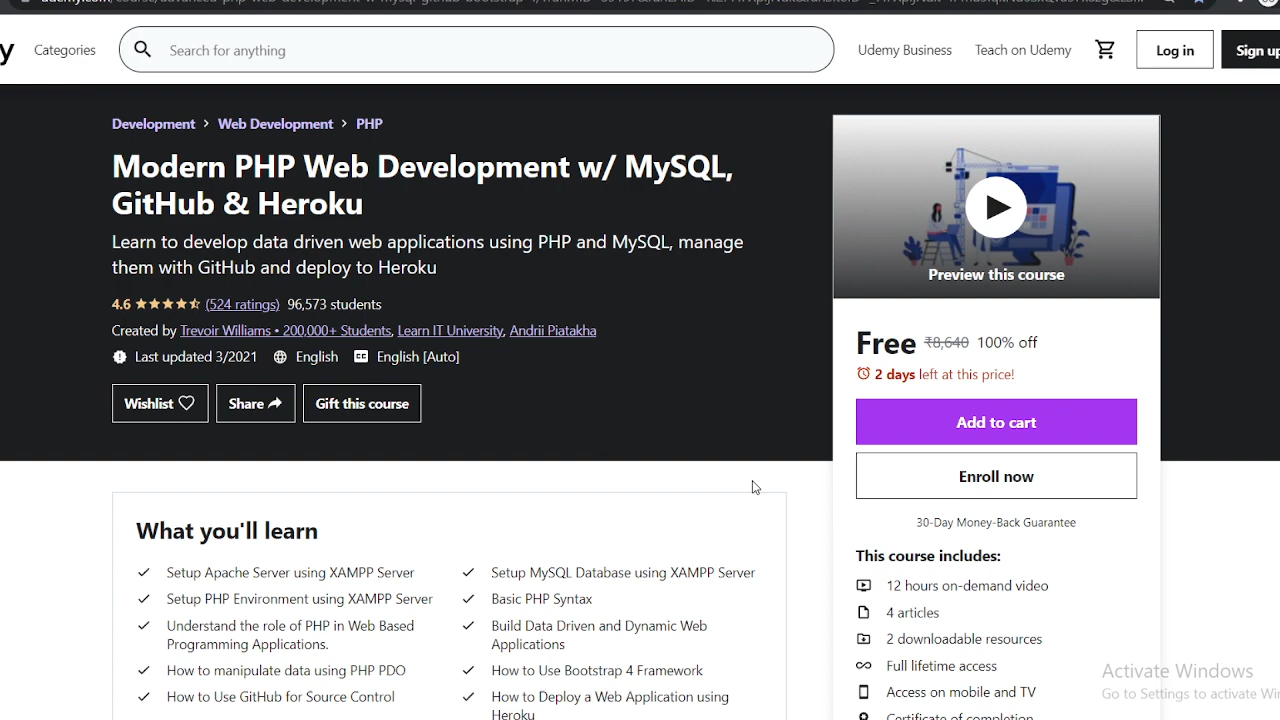 y
Categories
Search for anything
Udemy Business
Teach on Udemy
Log in
Sign up
Development > Web Development > PHP
Modern PHP Web Development w/ MySQL,
GitHub & Heroku
Learn to develop data driven web applications using PHP and MySQL, manage
them with GitHub and deploy to Heroku
4.6 (524 ratings) 96,573 students
Created by Trevoir Williams • 200,000+ Students, Learn IT University, Andrii Piatakha
Last updated 3/2021 English English [Auto]
Wishlist Share Gift this course
Preview this course
Free ₹8,640 100% off
2 days left at this price!
Add to cart
Enroll now
30-Day Money-Back Guarantee
This course includes:
12 hours on-demand video
4 articles
2 downloadable resources
Full lifetime access
Access on mobile and TV
Certificate of completion
What you'll learn
Setup Apache Server using XAMPP Server
Setup PHP Environment using XAMPP Server
Understand the role of PHP in Web Based
Programming Applications.
How to manipulate data using PHP PDO
How to Use GitHub for Source Control
Setup MySQL Database using XAMPP Server
Basic PHP Syntax
Build Data Driven and Dynamic Web
Applications
How to Use Bootstrap 4 Framework
How to Deploy a Web Application using
Heroku
Activate Windows
Go to Settings to activate Win